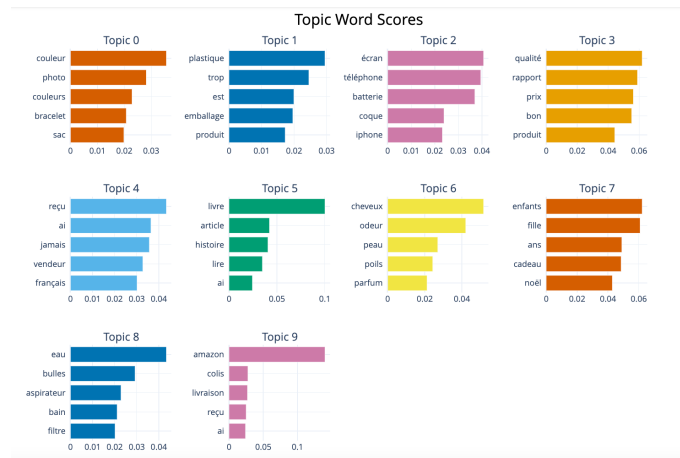 Topic Word Scores
Topic 0
couleur
photo
couleurs
bracelet
sac
0 0.01 0.02 0.03
Topic 1
plastique
trop
est
emballage
produit
0 0.01 0.02 0.03
Topic 2
écran
téléphone
batterie
coque
iphone
0 0.01 0.02 0.03 0.04
Topic 3
qualité
rapport
prix
bon
produit
0 0.02 0.04 0.06
Topic 4
reçu
ai
jamais
vendeur
français
0 0.01 0.02 0.03 0.04
Topic 5
livre
article
histoire
lire
ai
0 0.05 0.1
Topic 6
cheveux
odeur
peau
poils
parfum
0 0.02 0.04
Topic 7
enfants
fille
ans
cadeau
noël
0 0.02 0.04 0.06
Topic 8
eau
bulles
aspirateur
bain
filtre
0 0.01 0.02 0.03 0.04
Topic 9
amazon
colis
livraison
reçu
ai
0 0.05 0.1